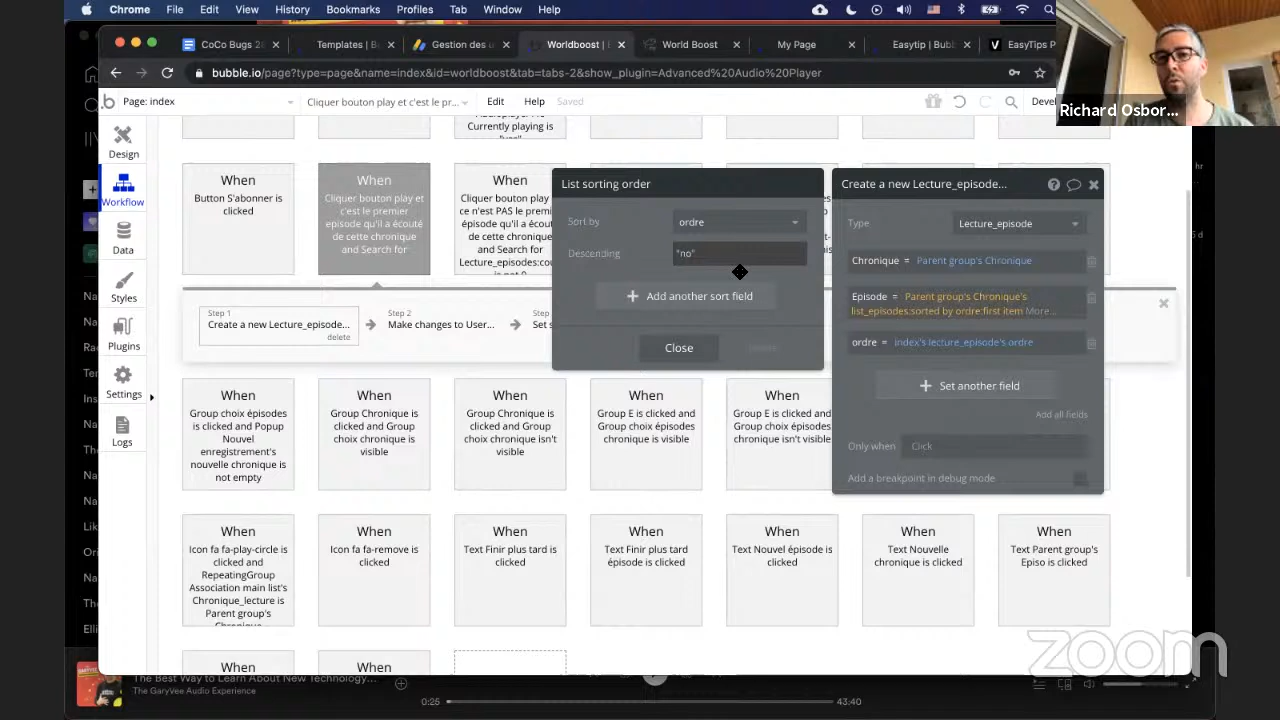 Chrome File Edit View History Bookmarks Profiles Tab Window Help
CoCo Bugs 28
Templates | B
Gestion des u
Worldboost |
World Boost
My Page
Easytip | Bubb
EasyTips P
bubble.io/page?type=page&name=index&id=worldboost&tab=tabs-2&show_plugin=Advanced%20Audio%20Player
Richard Osbor...
Page: index
Cliquer bouton play et c'est le pr...
Edit
Help
Saved
Devel
Design
Workflow
Data
Styles
Plugins
Settings
Logs
Currently playing is
"yes"
When
Button S'abonner is
clicked
When
Cliquer bouton play et
c'est le premier
episode qu'il a écouté
de cette chronique
and Search for
When
Cliquer bouton play et
ce n'est PAS le premier
épisode qu'il a écouté
de cette chronique
and Search for
Lecture_episodes:cou
nt is not 0
List sorting order
Sort by
ordre
Descending
"no"
Add another sort field
Close
Create a new Lecture_episode...
Type
Lecture_episode
Chronique = Parent group's Chronique
Episode = Parent group's Chronique's
list_episodes:sorted by ordre:first item More...
ordre = index's lecture_episode's ordre
Set another field
Add all fields
Only when
Click
Add a breakpoint in debug mode
Step 1
Create a new Lecture_episode...
delete
Step 2
Make changes to User...
Step
Set s
When
Group choix épisodes
is clicked and Popup
Nouvel
enregistrement's
nouvelle chronique is
not empty
When
Group Chronique is
clicked and Group
choix chronique is
visible
When
Group Chronique is
clicked and Group
choix chronique isn't
visible
When
Group E is clicked and
Group choix épisodes
chronique is visible
When
Group E is clicked and
Group choix épisodes
chronique isn't visible
When
Icon fa fa-play-circle is
clicked and
RepeatingGroup
Association main list's
Chronique_lecture is
Parent group's
Chronique
When
Icon fa fa-remove is
clicked
When
Text Finir plus tard is
clicked
When
Text Finir plus tard
épisode is clicked
When
Text Nouvel épisode is
clicked
When
Text Nouvelle
chronique is clicked
When
Text Parent group's
Episo is clicked
When
When
The Best Way to Learn About New Technology...
The GaryVee Audio Experience
0:25
43:40
zoom